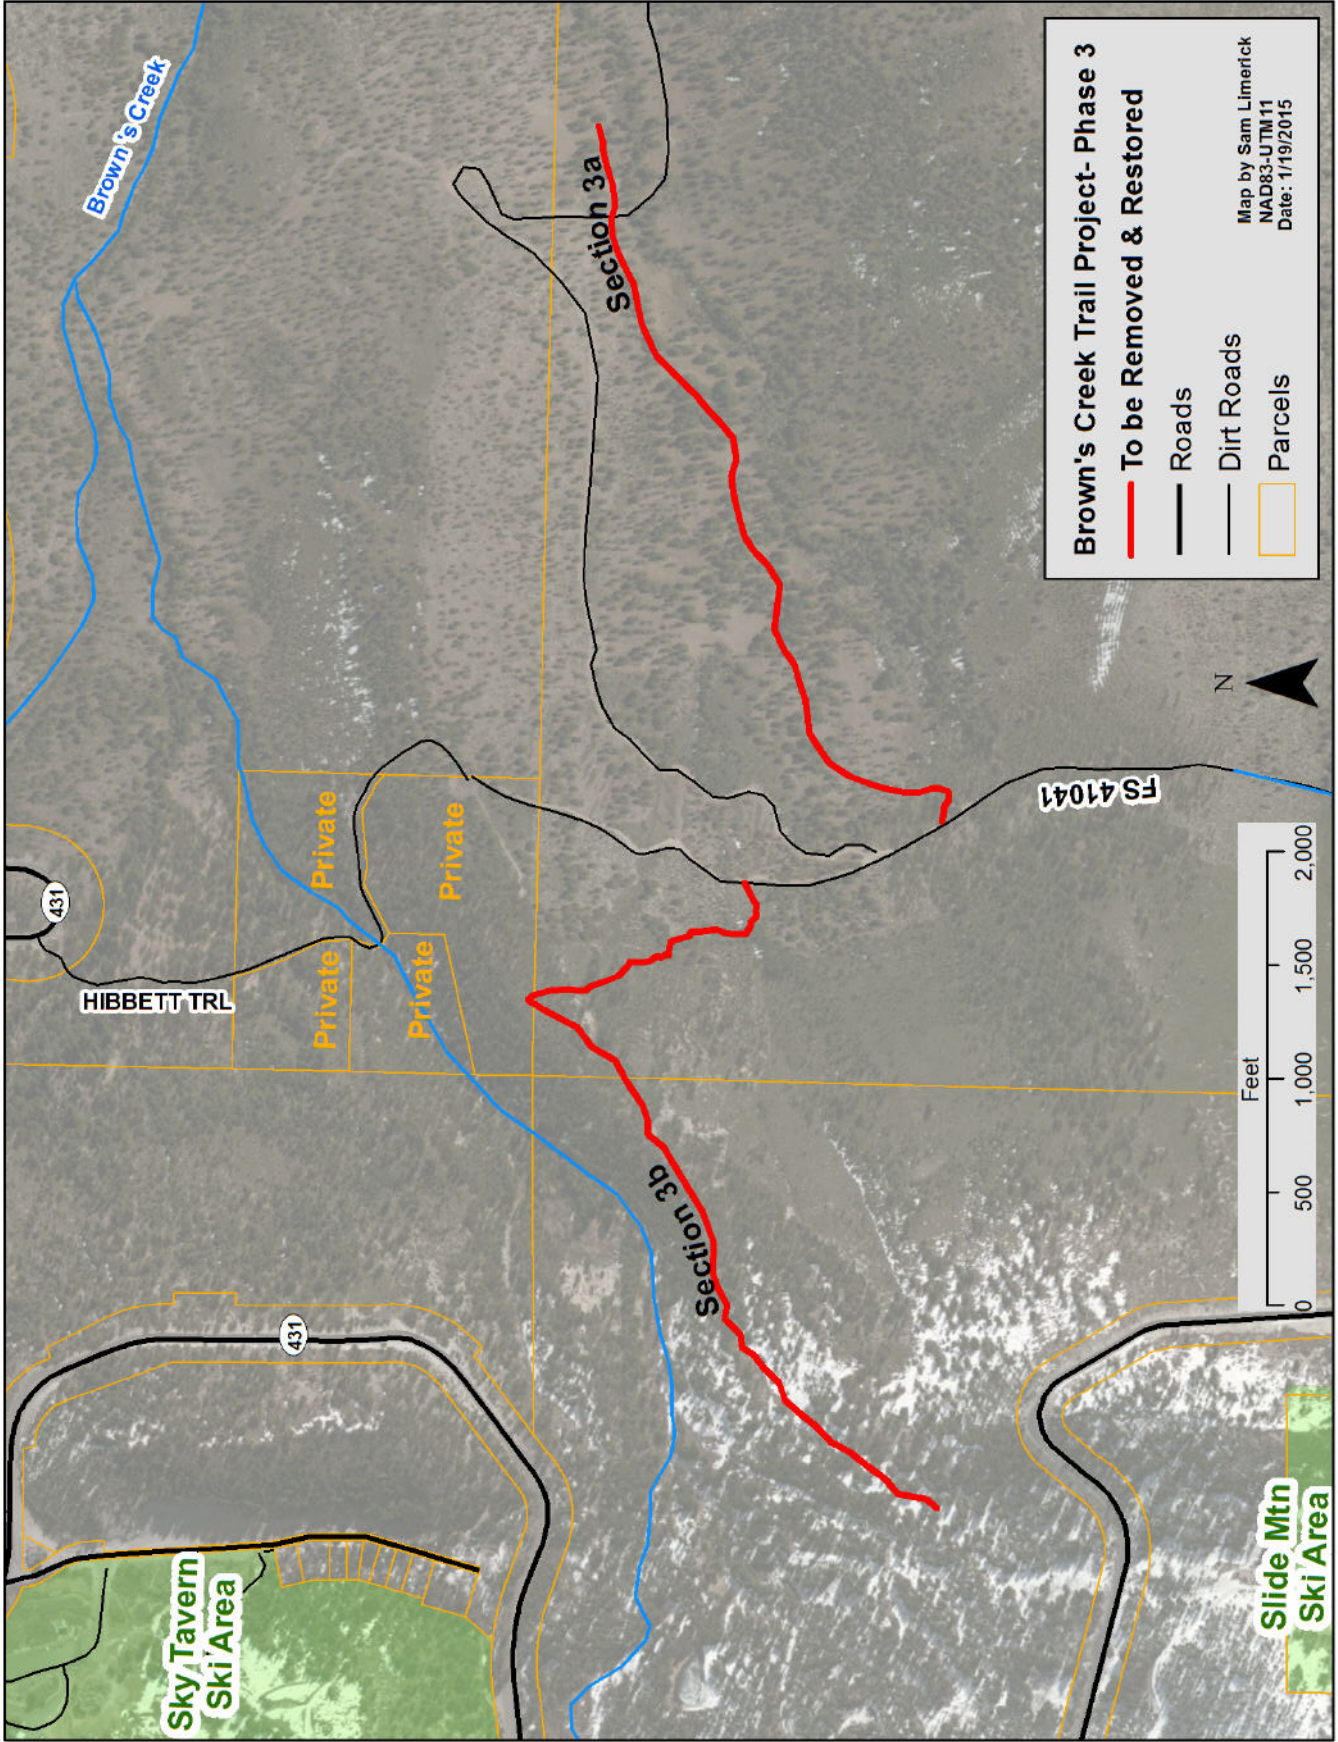 Brown's Creek
431
HIBBETT TRL
Private
Private
Private
Private
Section 3a
Section 3b
431
Sky Tavern
Ski Area
FS 41041
Slide Mtn
Ski Area
N
Feet
0 500 1,000 1,500 2,000
Brown's Creek Trail Project- Phase 3
To be Removed & Restored
Roads
Dirt Roads
Parcels
Map by Sam Limerick
NAD83-UTM11
Date: 1/19/2015